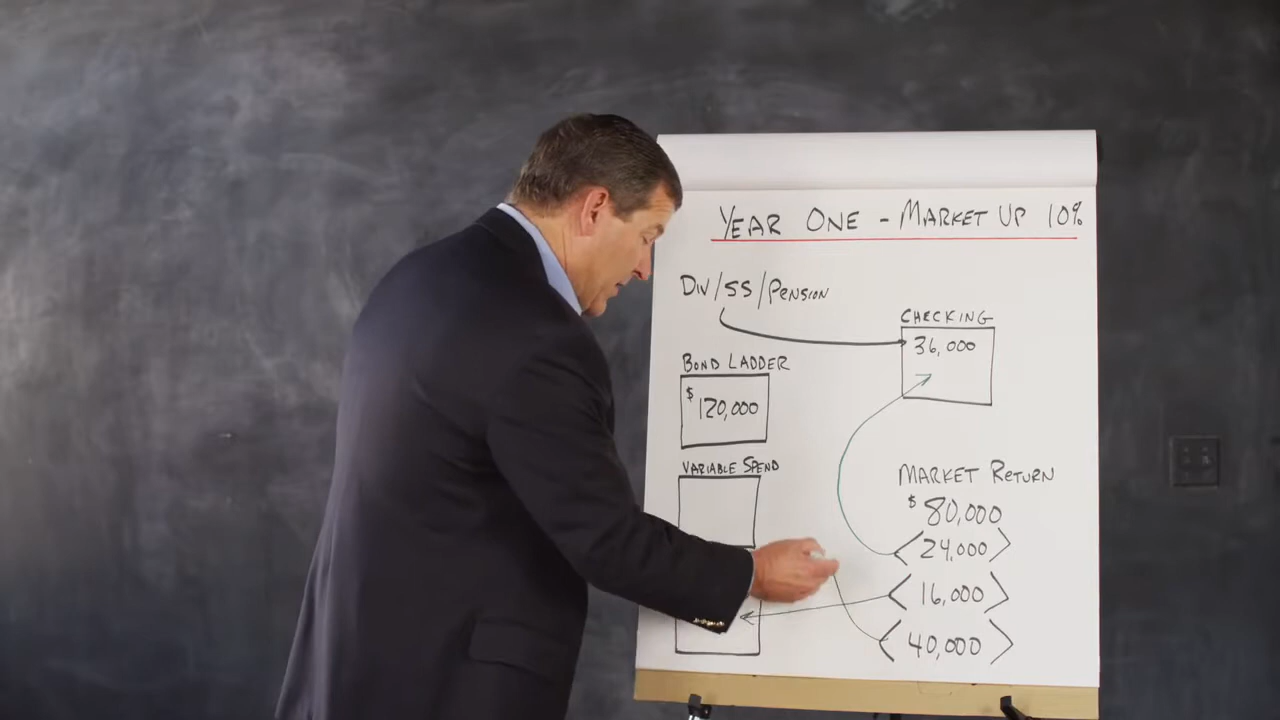 YEAR ONE - MARKET UP 10%
DIV/SS/PENSION
CHECKING
36,000
BOND LADDER
$120,000
VARIABLE SPEND
MARKET RETURN
$80,000
<24,000>
<16,000>
<40,000>